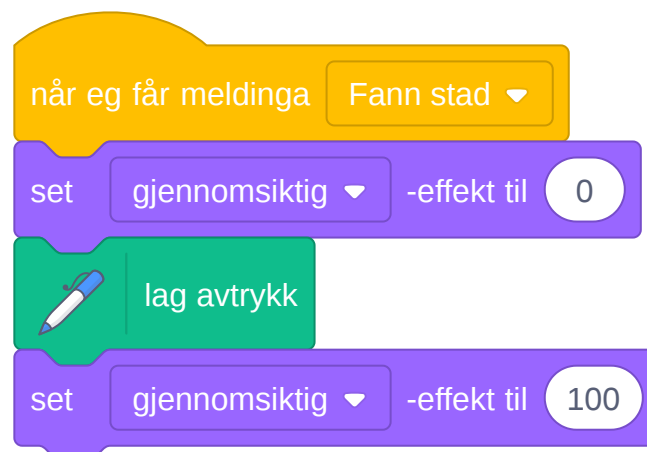 når eg får meldinga Fann stad
set gjennomsiktig -effekt til 0
lag avtrykk
set gjennomsiktig -effekt til 100